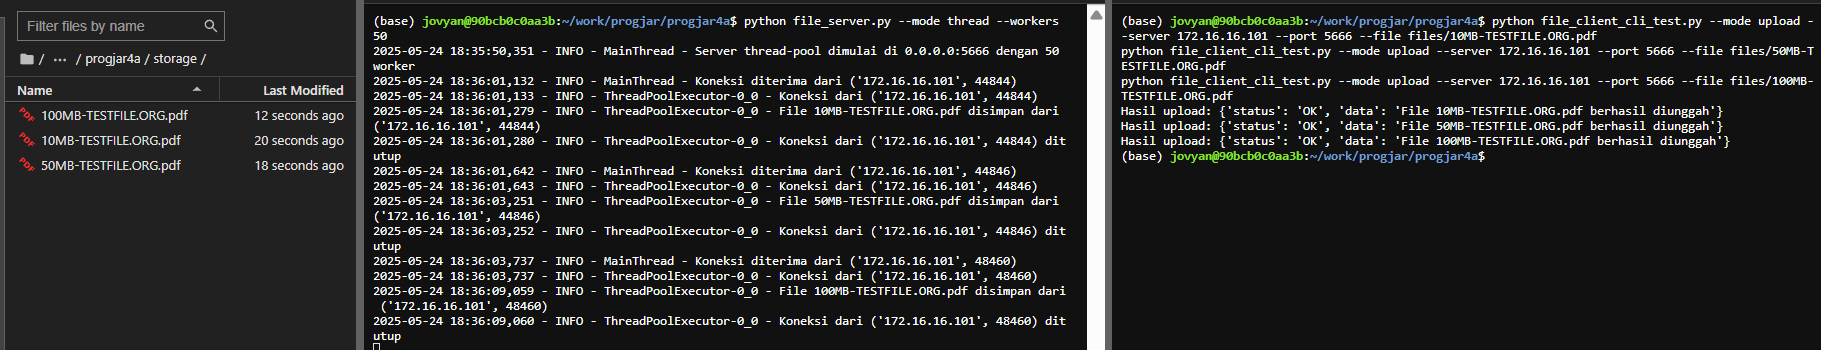 Filter files by name
/ ··· / progjar4a / storage /
Name Last Modified
100MB-TESTFILE.ORG.pdf 12 seconds ago
10MB-TESTFILE.ORG.pdf 20 seconds ago
50MB-TESTFILE.ORG.pdf 18 seconds ago
(base) jovyan@90bcb0c0aa3b:~/work/progjar/progjar4a$ python file_server.py --mode thread --workers
50
2025-05-24 18:35:50,351 - INFO - MainThread - Server thread-pool dimulai di 0.0.0.0:5666 dengan 50
worker
2025-05-24 18:36:01,132 - INFO - MainThread - Koneksi diterima dari ('172.16.16.101', 44844)
2025-05-24 18:36:01,133 - INFO - ThreadPoolExecutor-0_0 - Koneksi dari ('172.16.16.101', 44844)
2025-05-24 18:36:01,279 - INFO - ThreadPoolExecutor-0_0 - File 10MB-TESTFILE.ORG.pdf disimpan dari
('172.16.16.101', 44844)
2025-05-24 18:36:01,280 - INFO - ThreadPoolExecutor-0_0 - Koneksi dari ('172.16.16.101', 44844) dit
utup
2025-05-24 18:36:01,642 - INFO - MainThread - Koneksi diterima dari ('172.16.16.101', 44846)
2025-05-24 18:36:01,643 - INFO - ThreadPoolExecutor-0_0 - Koneksi dari ('172.16.16.101', 44846)
2025-05-24 18:36:03,251 - INFO - ThreadPoolExecutor-0_0 - File 50MB-TESTFILE.ORG.pdf disimpan dari
('172.16.16.101', 44846)
2025-05-24 18:36:03,252 - INFO - ThreadPoolExecutor-0_0 - Koneksi dari ('172.16.16.101', 44846) dit
utup
2025-05-24 18:36:03,737 - INFO - MainThread - Koneksi diterima dari ('172.16.16.101', 48460)
2025-05-24 18:36:03,737 - INFO - ThreadPoolExecutor-0_0 - Koneksi dari ('172.16.16.101', 48460)
2025-05-24 18:36:09,059 - INFO - ThreadPoolExecutor-0_0 - File 100MB-TESTFILE.ORG.pdf disimpan dari
('172.16.16.101', 48460)
2025-05-24 18:36:09,060 - INFO - ThreadPoolExecutor-0_0 - Koneksi dari ('172.16.16.101', 48460) dit
utup
(base) jovyan@90bcb0c0aa3b:~/work/progjar/progjar4a$ python file_client_cli_test.py --mode upload -
-server 172.16.16.101 --port 5666 --file files/10MB-TESTFILE.ORG.pdf
python file_client_cli_test.py --mode upload --server 172.16.16.101 --port 5666 --file files/50MB-T
ESTFILE.ORG.pdf
python file_client_cli_test.py --mode upload --server 172.16.16.101 --port 5666 --file files/100MB-
TESTFILE.ORG.pdf
Hasil upload: {'status': 'OK', 'data': 'File 10MB-TESTFILE.ORG.pdf berhasil diunggah'}
Hasil upload: {'status': 'OK', 'data': 'File 50MB-TESTFILE.ORG.pdf berhasil diunggah'}
Hasil upload: {'status': 'OK', 'data': 'File 100MB-TESTFILE.ORG.pdf berhasil diunggah'}
(base) jovyan@90bcb0c0aa3b:~/work/progjar/progjar4a$